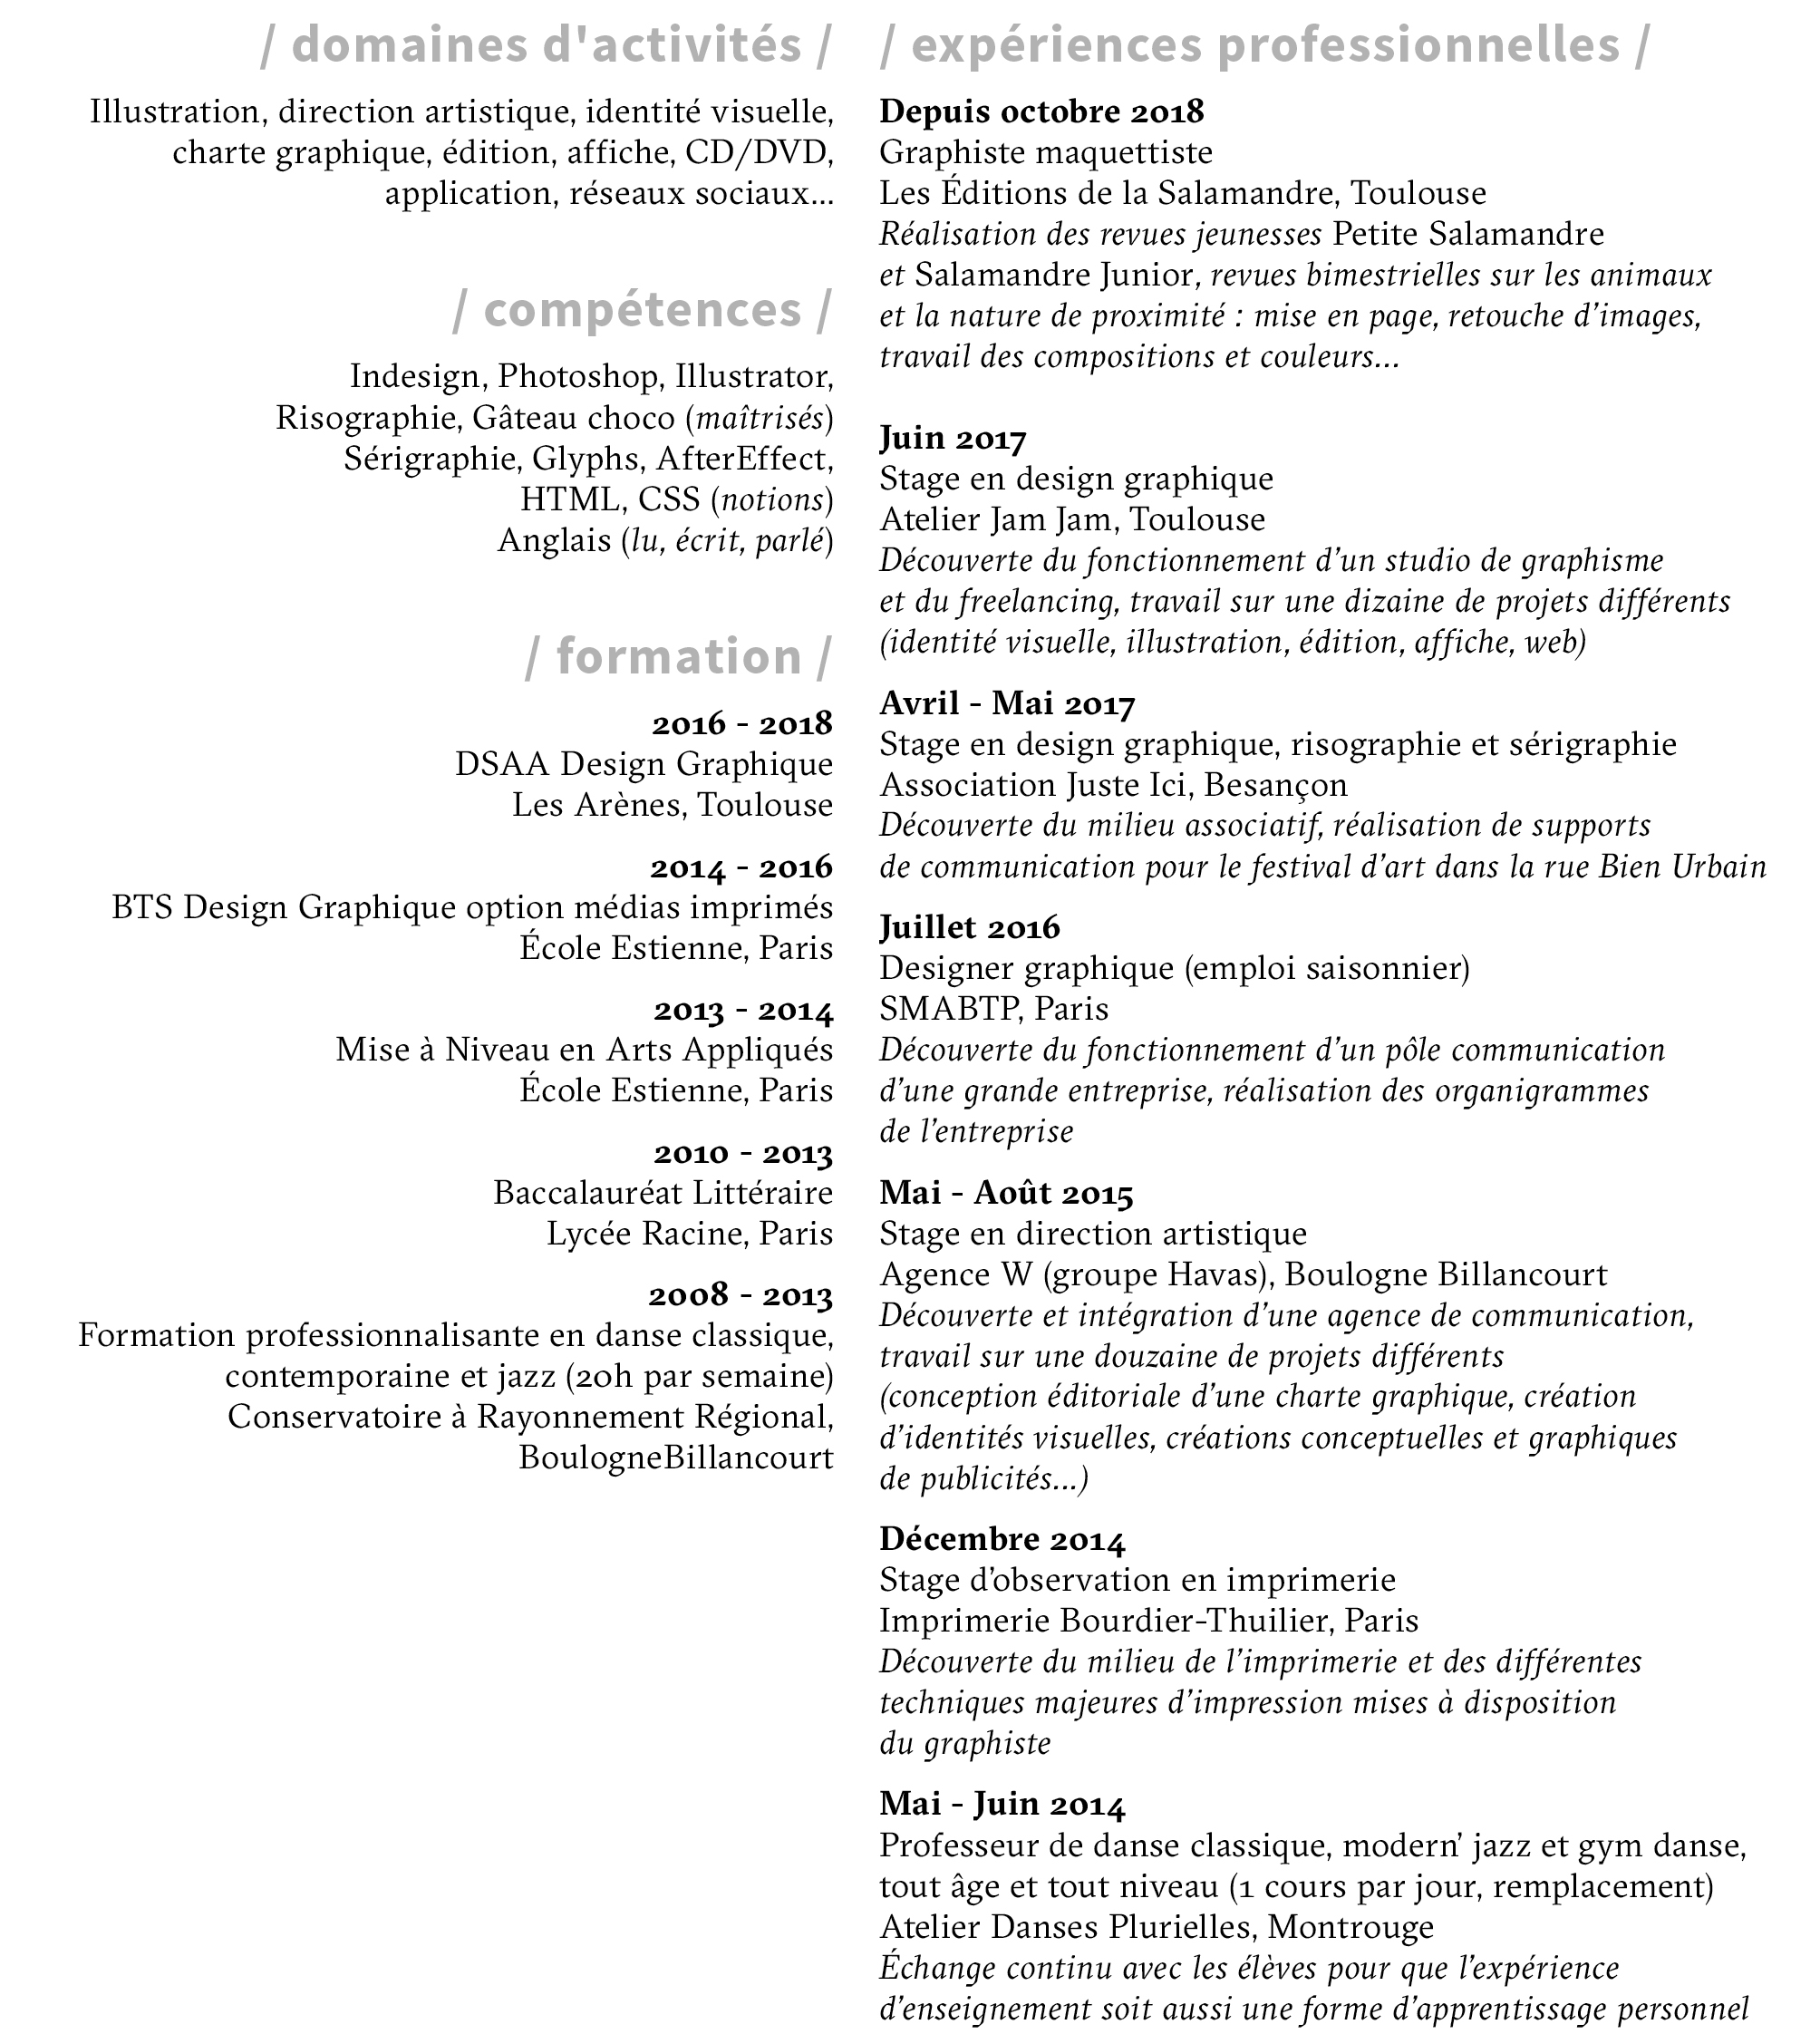 / domaines d'activités /
Illustration, direction artistique, identité visuelle,
charte graphique, édition, affiche, CD/DVD,
application, réseaux sociaux...
/ compétences /
Indesign, Photoshop, Illustrator,
Risographie, Gâteau choco (maîtrisés)
Sérigraphie, Glyphs, AfterEffect,
HTML, CSS (notions)
Anglais (lu, écrit, parlé)
/ formation /
2016 - 2018
DSAA Design Graphique
Les Arènes, Toulouse
2014 - 2016
BTS Design Graphique option médias imprimés
École Estienne, Paris
2013 - 2014
Mise à Niveau en Arts Appliqués
École Estienne, Paris
2010 - 2013
Baccalauréat Littéraire
Lycée Racine, Paris
2008 - 2013
Formation professionnalisante en danse classique,
contemporaine et jazz (20h par semaine)
Conservatoire à Rayonnement Régional,
BoulogneBillancourt
/ expériences professionnelles /
Depuis octobre 2018
Graphiste maquettiste
Les Éditions de la Salamandre, Toulouse
Réalisation des revues jeunesses Petite Salamandre
et Salamandre Junior, revues bimestrielles sur les animaux
et la nature de proximité : mise en page, retouche d'images,
travail des compositions et couleurs...
Juin 2017
Stage en design graphique
Atelier Jam Jam, Toulouse
Découverte du fonctionnement d'un studio de graphisme
et du freelancing, travail sur une dizaine de projets différents
(identité visuelle, illustration, édition, affiche, web)
Avril - Mai 2017
Stage en design graphique, risographie et sérigraphie
Association Juste Ici, Besançon
Découverte du milieu associatif, réalisation de supports
de communication pour le festival d'art dans la rue Bien Urbain
Juillet 2016
Designer graphique (emploi saisonnier)
SMABTP, Paris
Découverte du fonctionnement d'un pôle communication
d'une grande entreprise, réalisation des organigrammes
de l'entreprise
Mai - Août 2015
Stage en direction artistique
Agence W (groupe Havas), Boulogne Billancourt
Découverte et intégration d'une agence de communication,
travail sur une douzaine de projets différents
(conception éditoriale d'une charte graphique, création
d'identités visuelles, créations conceptuelles et graphiques
de publicités...)
Décembre 2014
Stage d'observation en imprimerie
Imprimerie Bourdier-Thuilier, Paris
Découverte du milieu de l'imprimerie et des différentes
techniques majeures d'impression mises à disposition
du graphiste
Mai - Juin 2014
Professeur de danse classique, modern' jazz et gym danse,
tout âge et tout niveau (1 cours par jour, remplacement)
Atelier Danses Plurielles, Montrouge
Échange continu avec les élèves pour que l'expérience
d'enseignement soit aussi une forme d'apprentissage personnel